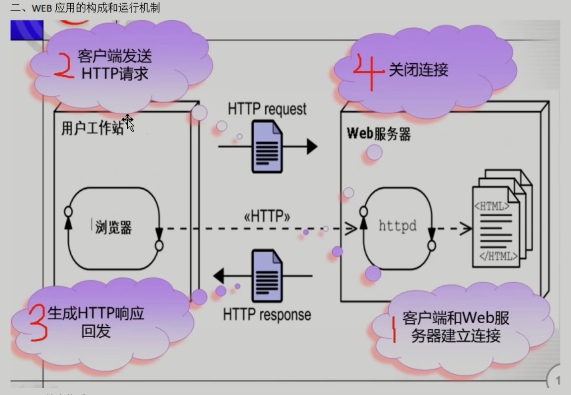 二、WEB 应用的构成和运行机制
2 客户端发送
HTTP请求
4 关闭连接
HTTP request
用户工作站
Web服务器
浏览器
«HTTP»
httpd
<HTML>
</HTML>
3 生成HTTP响应
回发
HTTP response
1 客户端和Web服
务器建立连接
1